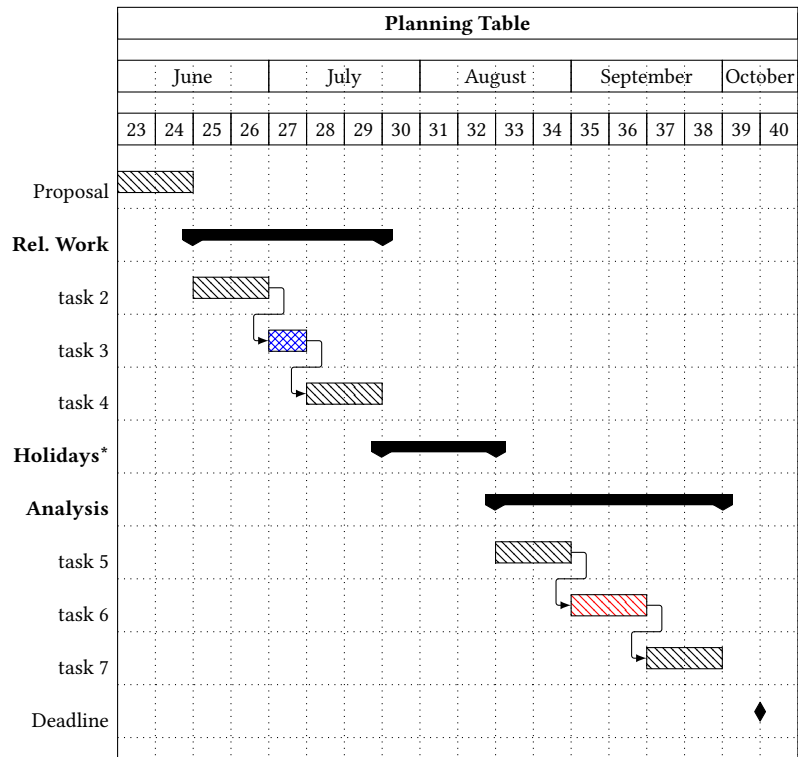 Planning Table
June July August September October
23 24 25 26 27 28 29 30 31 32 33 34 35 36 37 38 39 40
Proposal
Rel. Work
task 2
task 3
task 4
Holidays*
Analysis
task 5
task 6
task 7
Deadline